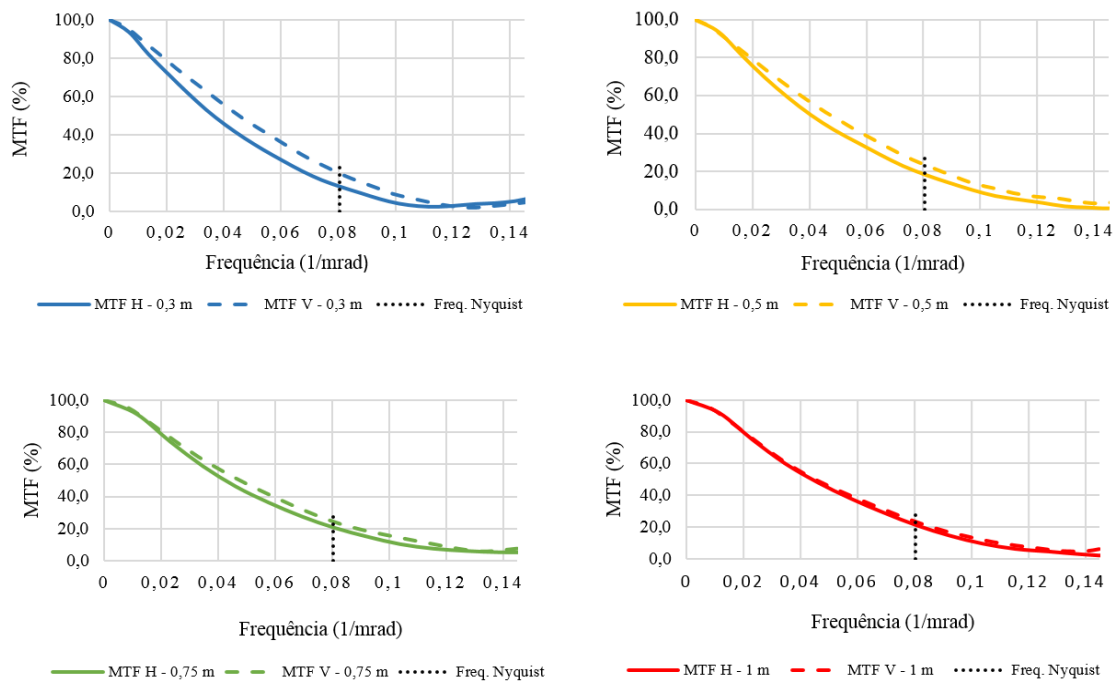 100,0
80,0
60,0
40,0
20,0
0,0
MTF (%)
0 0,02 0,04 0,06 0,08 0,1 0,12 0,14
Frequência (1/mrad)
MTF H - 0,3 m MTF V - 0,3 m Freq. Nyquist
100,0
80,0
60,0
40,0
20,0
0,0
MTF (%)
0 0,02 0,04 0,06 0,08 0,1 0,12 0,14
Frequência (1/mrad)
MTF H - 0,5 m MTF V - 0,5 m Freq. Nyquist
100,0
80,0
60,0
40,0
20,0
0,0
MTF (%)
0 0,02 0,04 0,06 0,08 0,1 0,12 0,14
Frequência (1/mrad)
MTF H - 0,75 m MTF V - 0,75 m Freq. Nyquist
100,0
80,0
60,0
40,0
20,0
0,0
MTF (%)
0 0,02 0,04 0,06 0,08 0,1 0,12 0,14
Frequência (1/mrad)
MTF H - 1 m MTF V - 1 m Freq. Nyquist